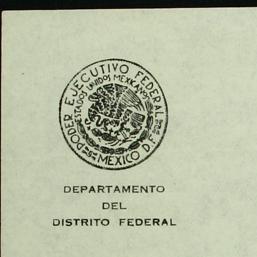 PODER EJECUTIVO FEDERAL
ESTADOS UNIDOS MEXICANOS
MEXICO D.F.
DEPARTAMENTO
DEL
DISTRITO FEDERAL